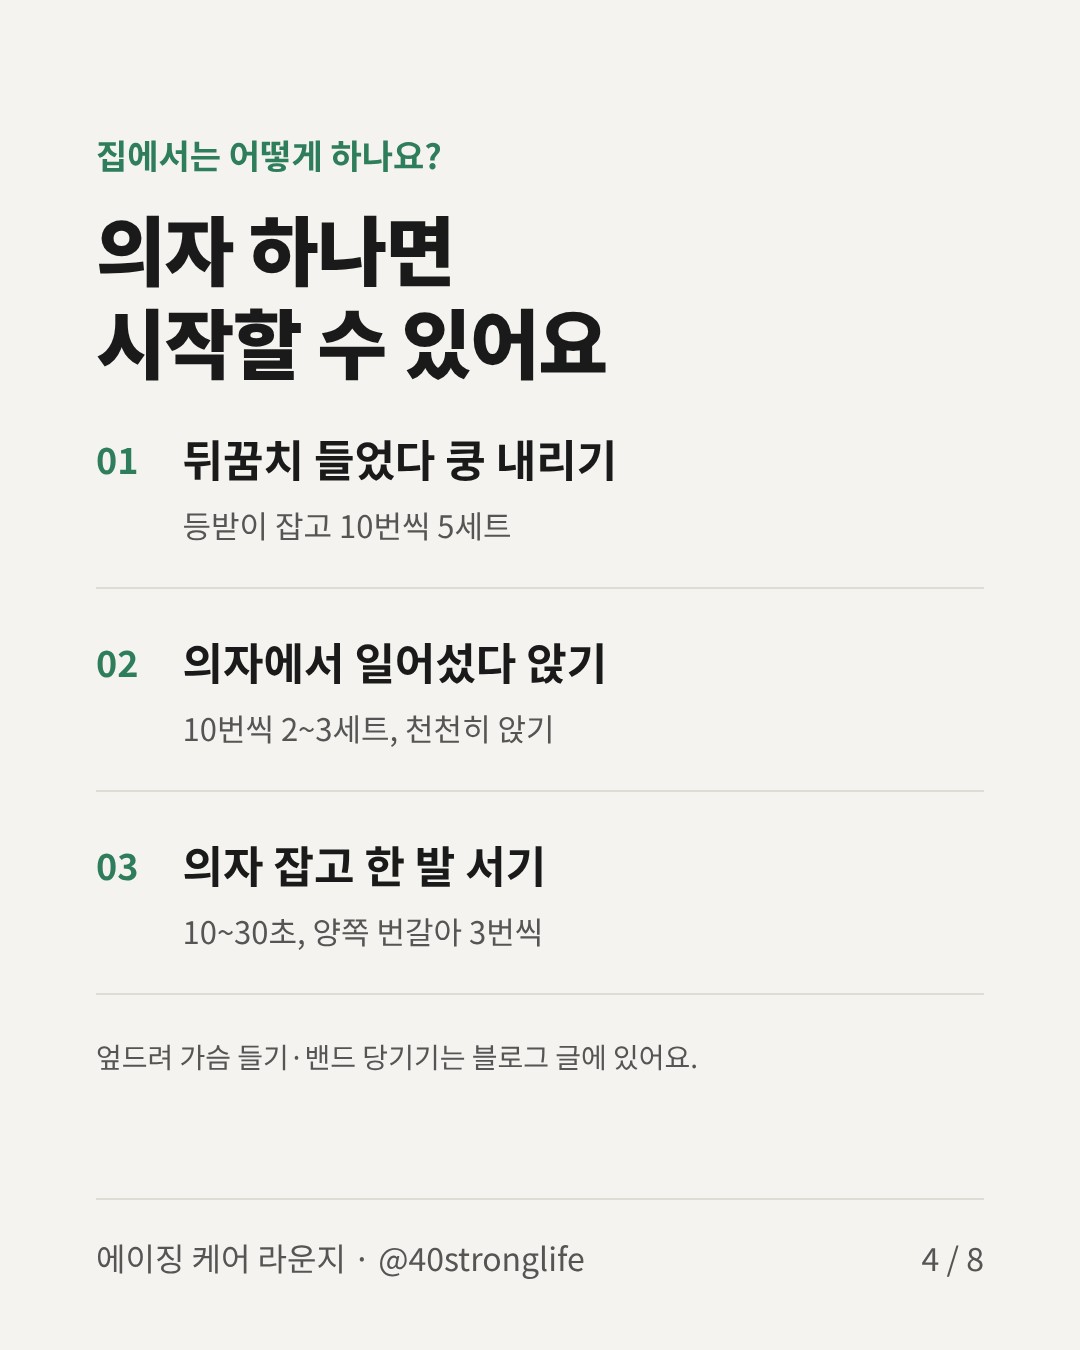 집에서는 어떻게 하나요?
의자 하나면
시작할 수 있어요
01 뒤꿈치 들었다 쿵 내리기
등받이 잡고 10번씩 5세트
02 의자에서 일어섰다 앉기
10번씩 2~3세트, 천천히 앉기
03 의자 잡고 한 발 서기
10~30초, 양쪽 번갈아 3번씩
엎드려 가슴 들기·밴드 당기기는 블로그 글에 있어요.
에이징 케어 라운지 · @40stronglife
4 / 8